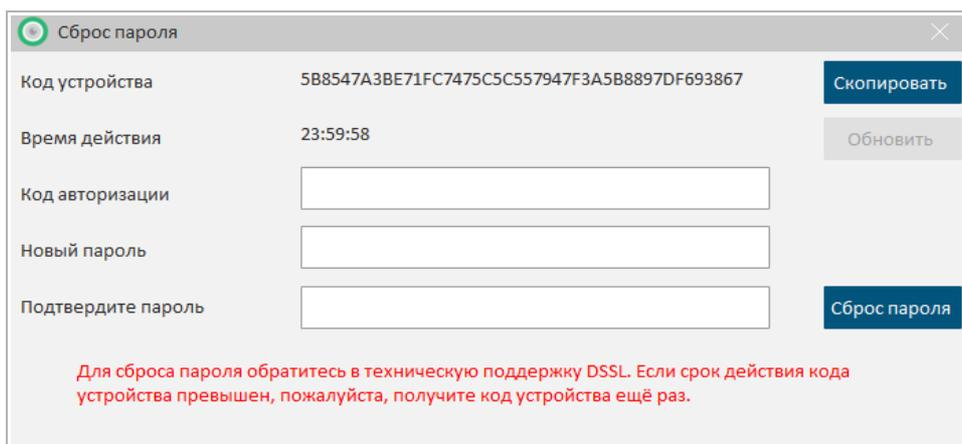 Сброс пароля
Код устройства 5B8547A3BE71FC7475C5C557947F3A5B8897DF693867 Скопировать
Время действия 23:59:58 Обновить
Код авторизации
Новый пароль
Подтвердите пароль Сброс пароля
Для сброса пароля обратитесь в техническую поддержку DSSL. Если срок действия кода
устройства превышен, пожалуйста, получите код устройства ещё раз.